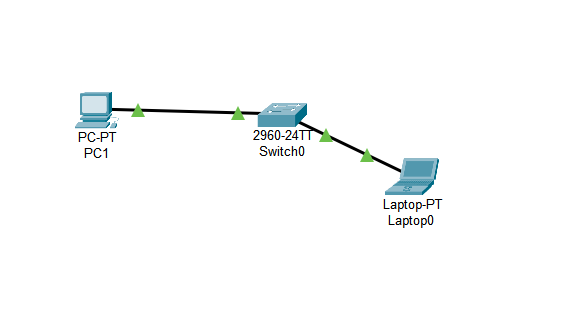 PC-PT
PC1
2960-24TT
Switch0
Laptop-PT
Laptop0